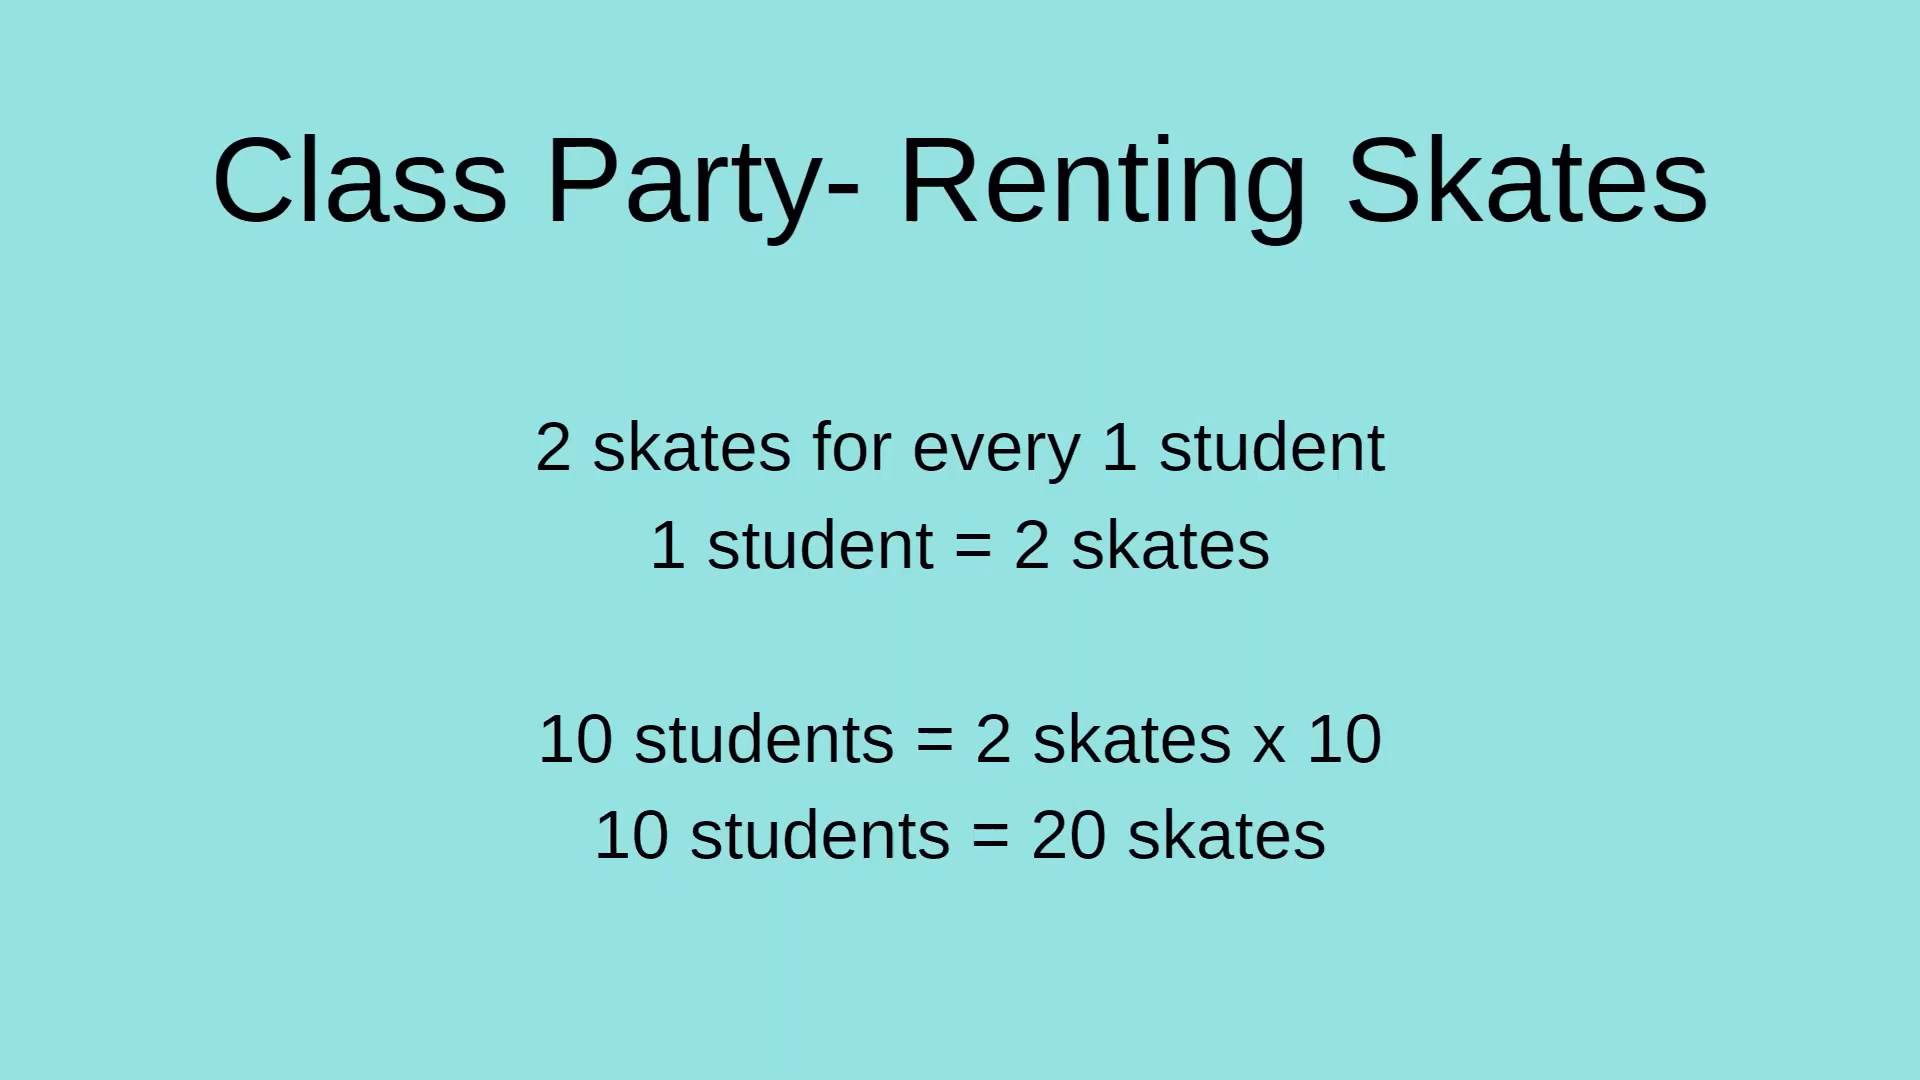 Class Party- Renting Skates
2 skates for every 1 student
1 student = 2 skates
10 students = 2 skates x 10
10 students = 20 skates